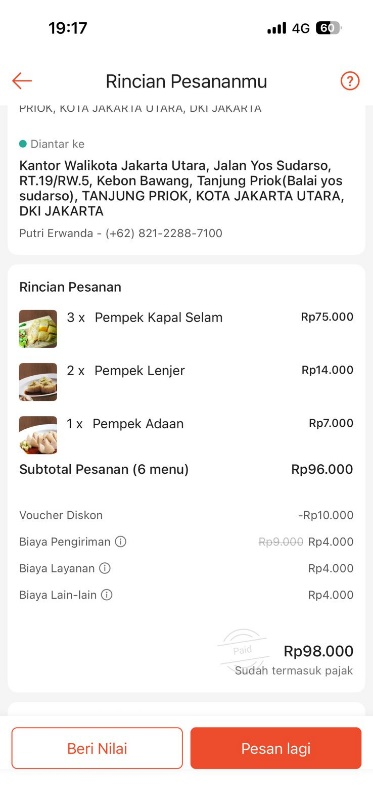 19:17
4G 60
Rincian Pesananmu
?
PRIOK, KOTA JAKARTA UTARA, DKI JAKARTA
Diantar ke
Kantor Walikota Jakarta Utara, Jalan Yos Sudarso,
RT.19/RW.5, Kebon Bawang, Tanjung Priok(Balai yos
sudarso), TANJUNG PRIOK, KOTA JAKARTA UTARA,
DKI JAKARTA
Putri Erwanda - (+62) 821-2288-7100
Rincian Pesanan
3 x Pempek Kapal Selam Rp75.000
2 x Pempek Lenjer Rp14.000
1 x Pempek Adaan Rp7.000
Subtotal Pesanan (6 menu) Rp96.000
Voucher Diskon -Rp10.000
Biaya Pengiriman Rp9.000 Rp4.000
Biaya Layanan Rp4.000
Biaya Lain-lain Rp4.000
Paid Rp98.000
Sudah termasuk pajak
Beri Nilai Pesan lagi